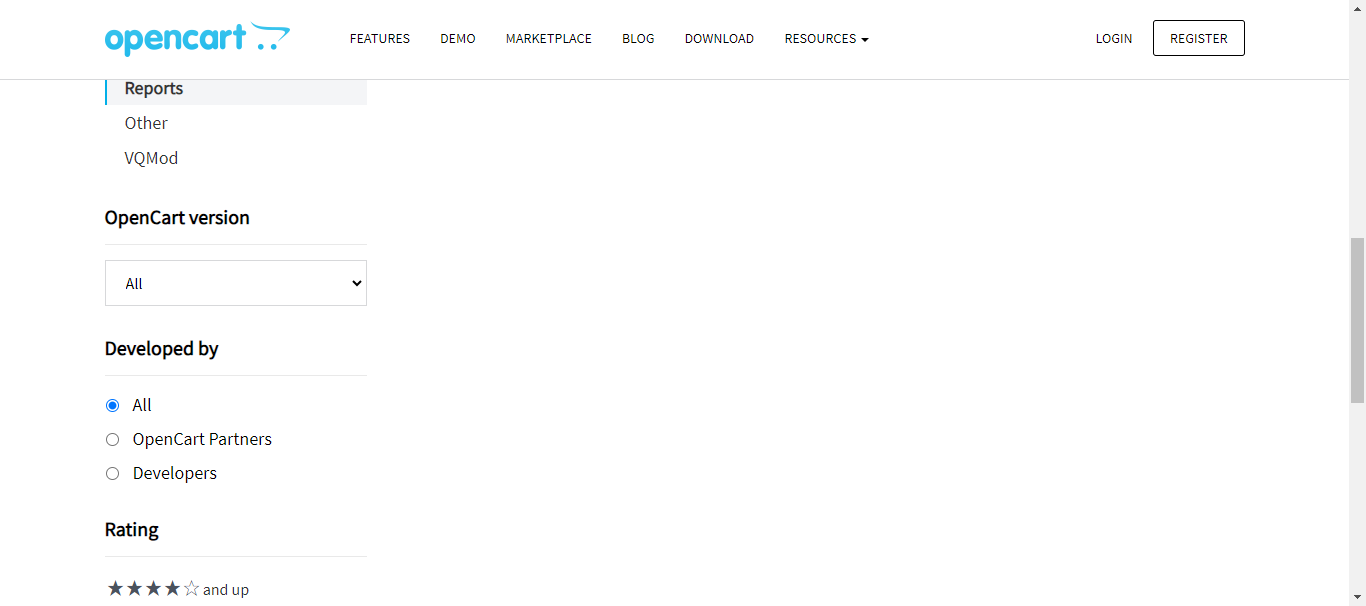 opencart FEATURES DEMO MARKETPLACE BLOG DOWNLOAD RESOURCES LOGIN REGISTER
Reports
Other
VQMod
OpenCart version
All
Developed by
All
OpenCart Partners
Developers
Rating
★★★★☆ and up